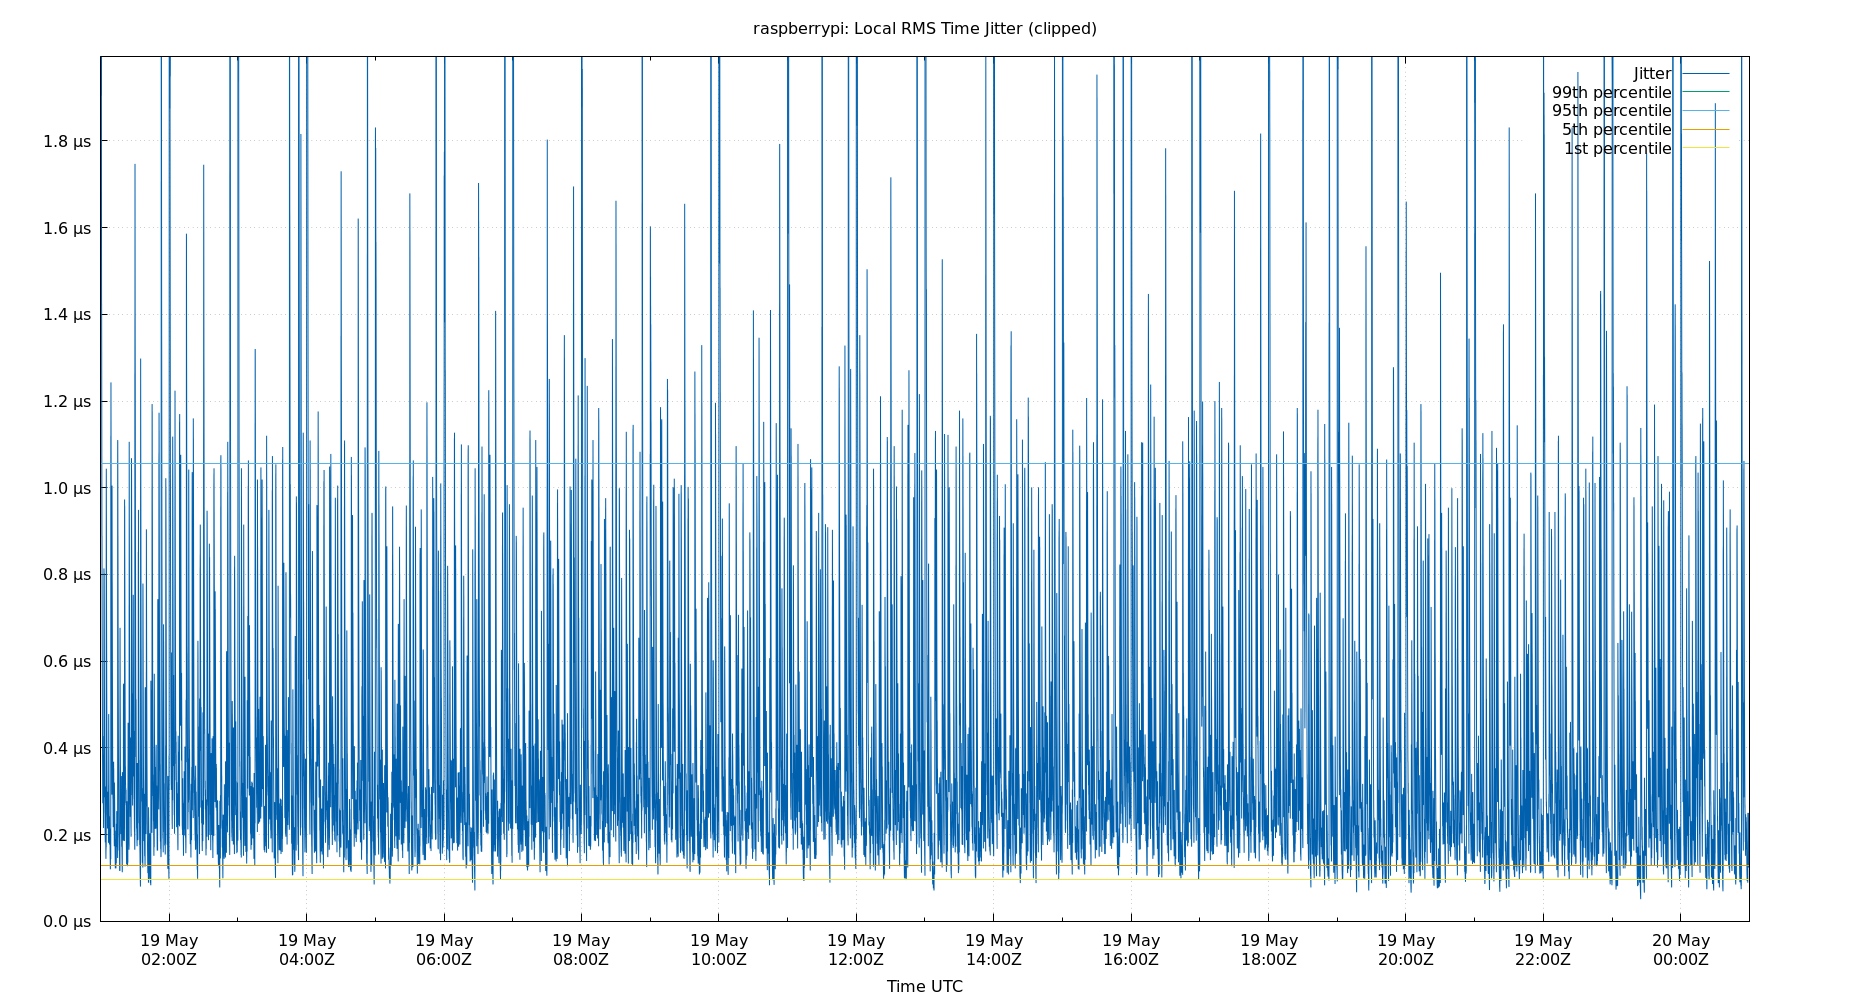 raspberrypi: Local RMS Time Jitter (clipped)
Jitter
99th percentile
95th percentile
5th percentile
1st percentile
1.8 µs
1.6 µs
1.4 µs
1.2 µs
1.0 µs
0.8 µs
0.6 µs
0.4 µs
0.2 µs
0.0 µs
19 May 19 May 19 May 19 May 19 May 19 May 19 May 19 May 19 May 19 May 19 May 20 May
02:00Z 04:00Z 06:00Z 08:00Z 10:00Z 12:00Z 14:00Z 16:00Z 18:00Z 20:00Z 22:00Z 00:00Z
Time UTC